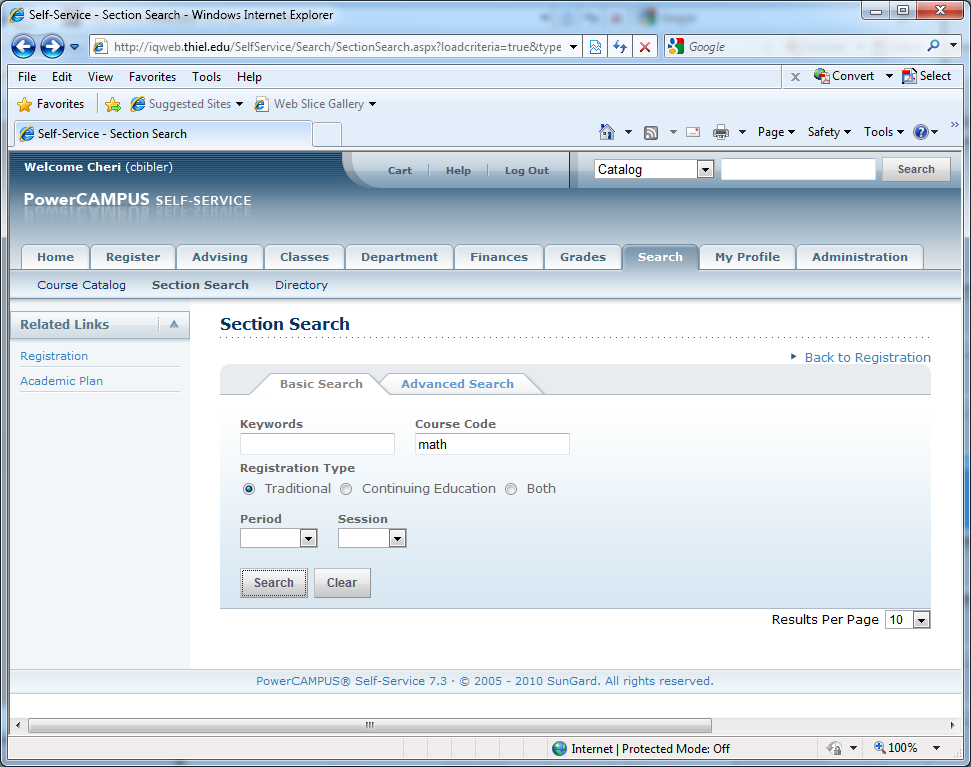 Self-Service - Section Search - Windows Internet Explorer
http://iqweb.thiel.edu/SelfService/Search/SectionSearch.aspx?loadcriteria=true&type
Google
File Edit View Favorites Tools Help
x Convert Select
Favorites Suggested Sites Web Slice Gallery
Self-Service - Section Search
Page Safety Tools »
Welcome Cheri (cbibler)
Cart Help Log Out Catalog Search
PowerCAMPUS SELF-SERVICE
Home Register Advising Classes Department Finances Grades Search My Profile Administration
Course Catalog Section Search Directory
Related Links
Registration
Academic Plan
Section Search
Back to Registration
Basic Search Advanced Search
Keywords Course Code
math
Registration Type
Traditional Continuing Education Both
Period Session
Search Clear
Results Per Page 10
PowerCAMPUS® Self-Service 7.3 · © 2005 - 2010 SunGard. All rights reserved.
Internet | Protected Mode: Off
100%